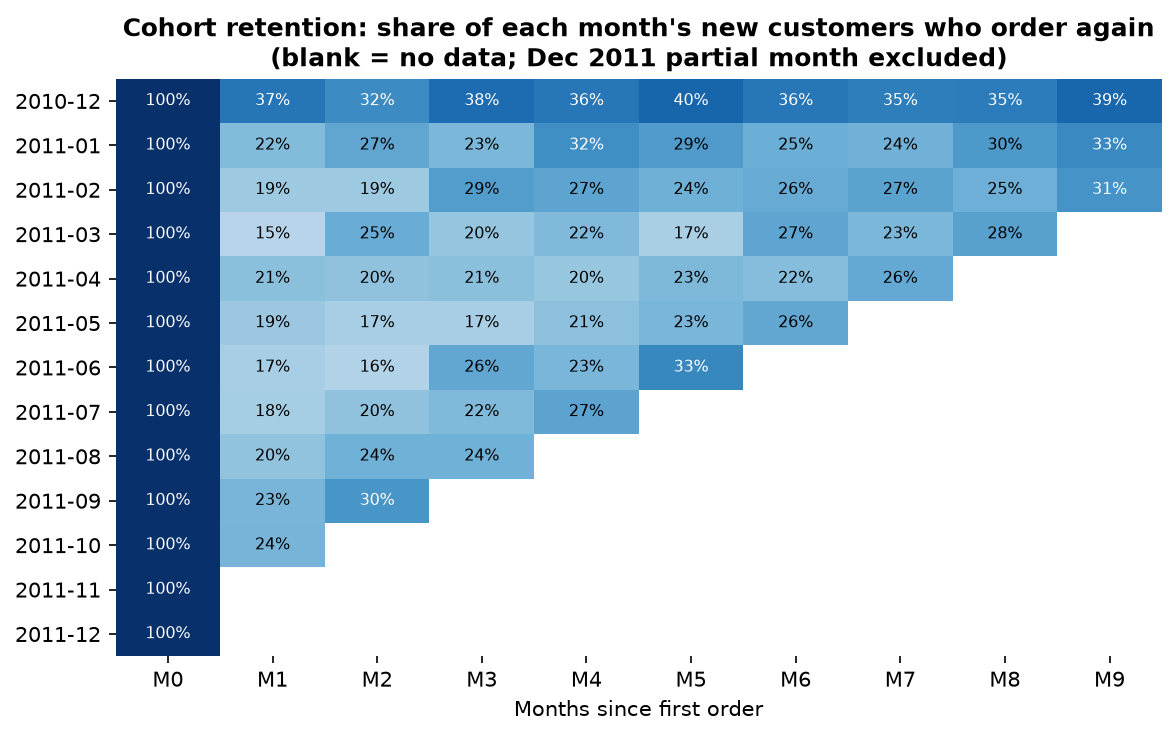 Cohort retention: share of each month's new customers who order again
(blank = no data; Dec 2011 partial month excluded)
2010-12 100% 37% 32% 38% 36% 40% 36% 35% 35% 39%
2011-01 100% 22% 27% 23% 32% 29% 25% 24% 30% 33%
2011-02 100% 19% 19% 29% 27% 24% 26% 27% 25% 31%
2011-03 100% 15% 25% 20% 22% 17% 27% 23% 28%
2011-04 100% 21% 20% 21% 20% 23% 22% 26%
2011-05 100% 19% 17% 17% 21% 23% 26%
2011-06 100% 17% 16% 26% 23% 33%
2011-07 100% 18% 20% 22% 27%
2011-08 100% 20% 24% 24%
2011-09 100% 23% 30%
2011-10 100% 24%
2011-11 100%
2011-12 100%
M0 M1 M2 M3 M4 M5 M6 M7 M8 M9
Months since first order